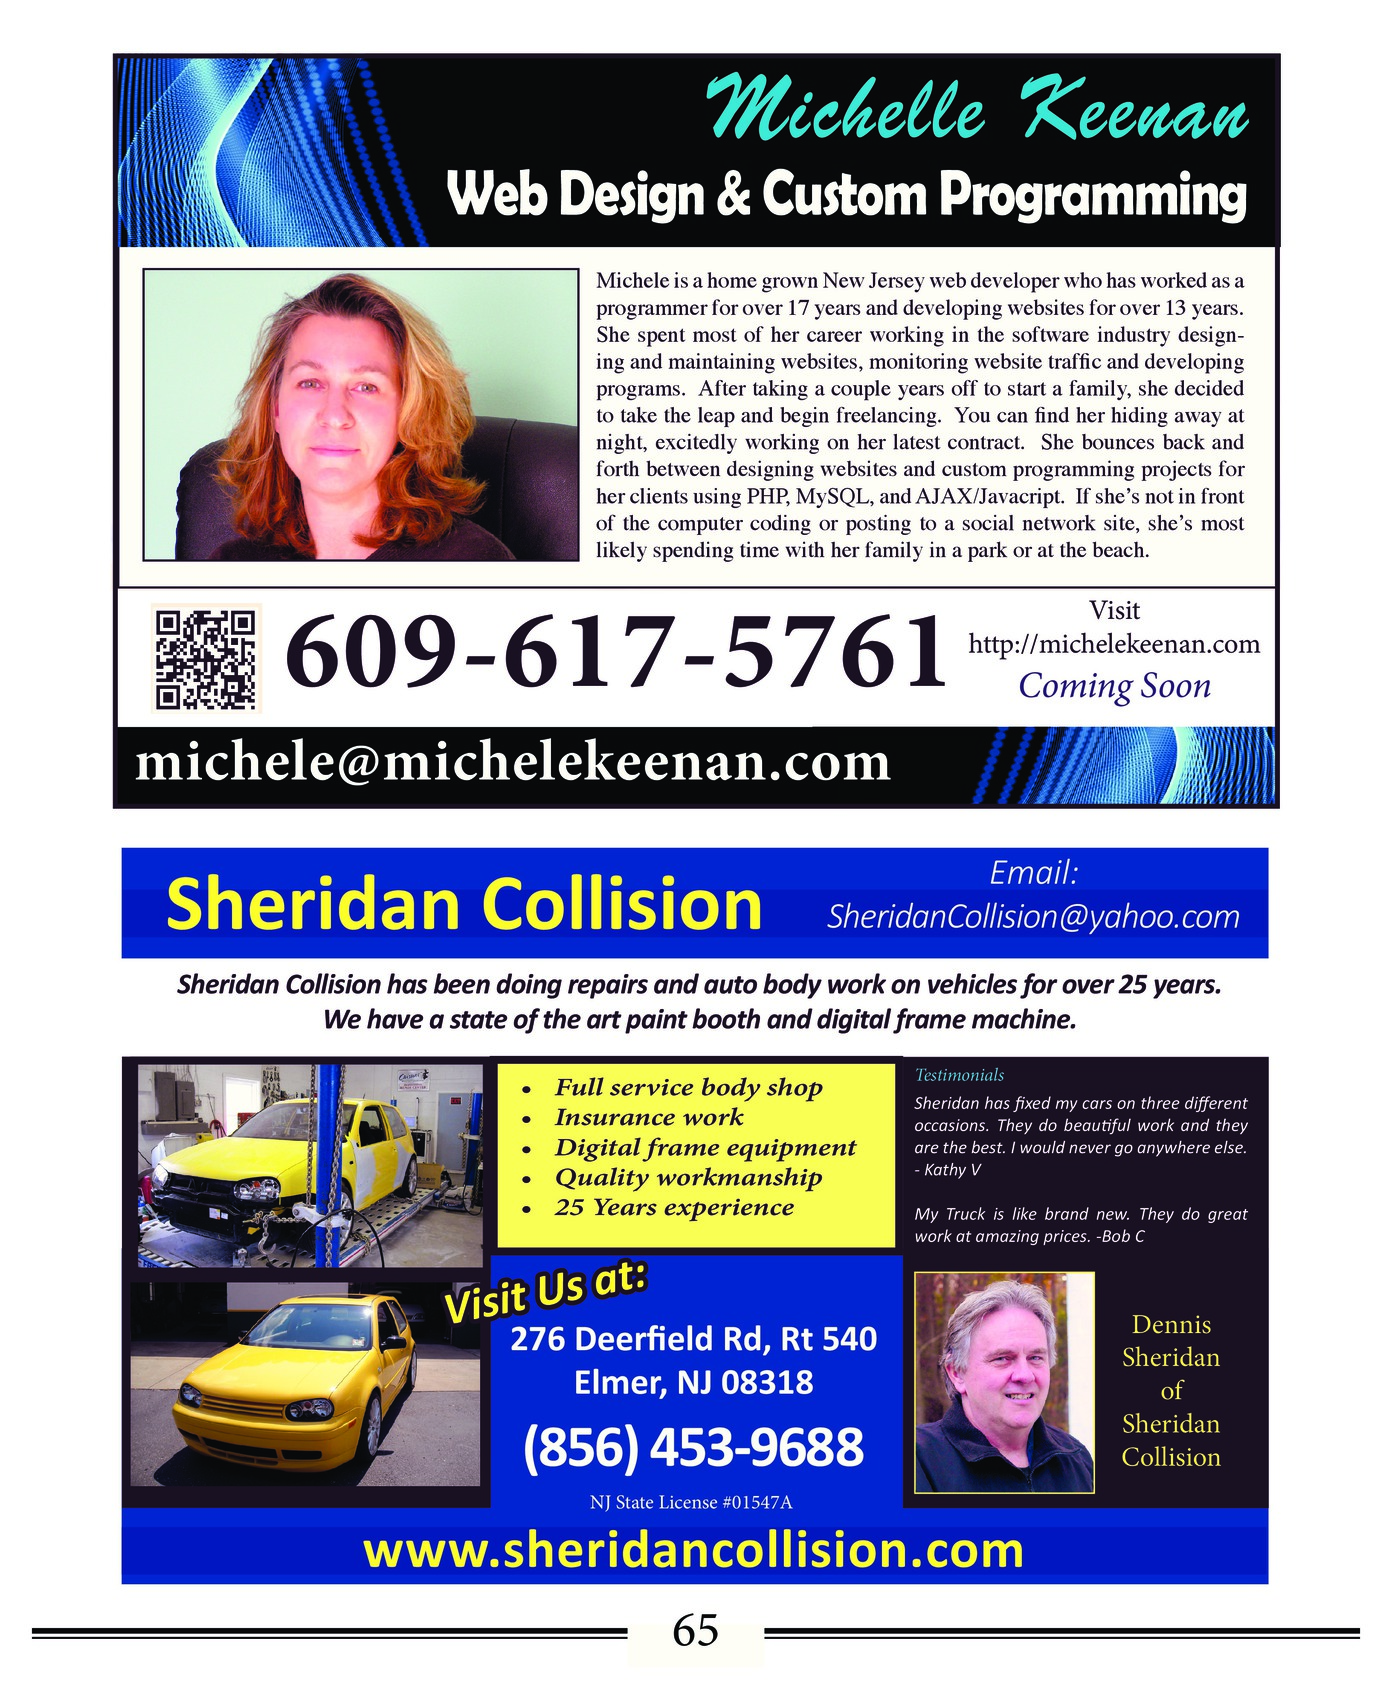 Michelle Keenan
Web Design & Custom Programming
Michele is a home grown New Jersey web developer who has worked as a
programmer for over 17 years and developing websites for over 13 years.
She spent most of her career working in the software industry design-
ing and maintaining websites, monitoring website traffic and developing
programs.  After taking a couple years off to start a family, she decided
to take the leap and begin freelancing.  You can find her hiding away at
night, excitedly working on her latest contract.  She bounces back and
forth between designing websites and custom programming projects for
her clients using PHP, MySQL, and AJAX/Javacript.  If she's not in front
of the computer coding or posting to a social network site, she's most
likely spending time with her family in a park or at the beach.
609-617-5761
Visit
http://michelekeenan.com
Coming Soon
michele@michelekeenan.com
Sheridan Collision
Email:
SheridanCollision@yahoo.com
Sheridan Collision has been doing repairs and auto body work on vehicles for over 25 years.
We have a state of the art paint booth and digital frame machine.
• Full service body shop
• Insurance work
• Digital frame equipment
• Quality workmanship
• 25 Years experience
Visit Us at:
276 Deerfield Rd, Rt 540
Elmer, NJ 08318
(856) 453-9688
NJ State License #01547A
Testimonials
Sheridan has fixed my cars on three different
occasions. They do beautiful work and they
are the best. I would never go anywhere else.
- Kathy V
My Truck is like brand new. They do great
work at amazing prices. -Bob C
Dennis
Sheridan
of
Sheridan
Collision
www.sheridancollision.com
65